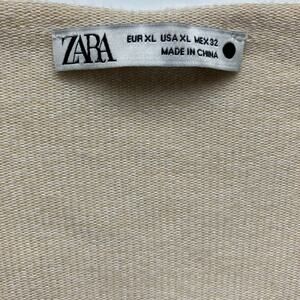 ZARA
EUR XL USA XL MEX 32
MADE IN CHINA